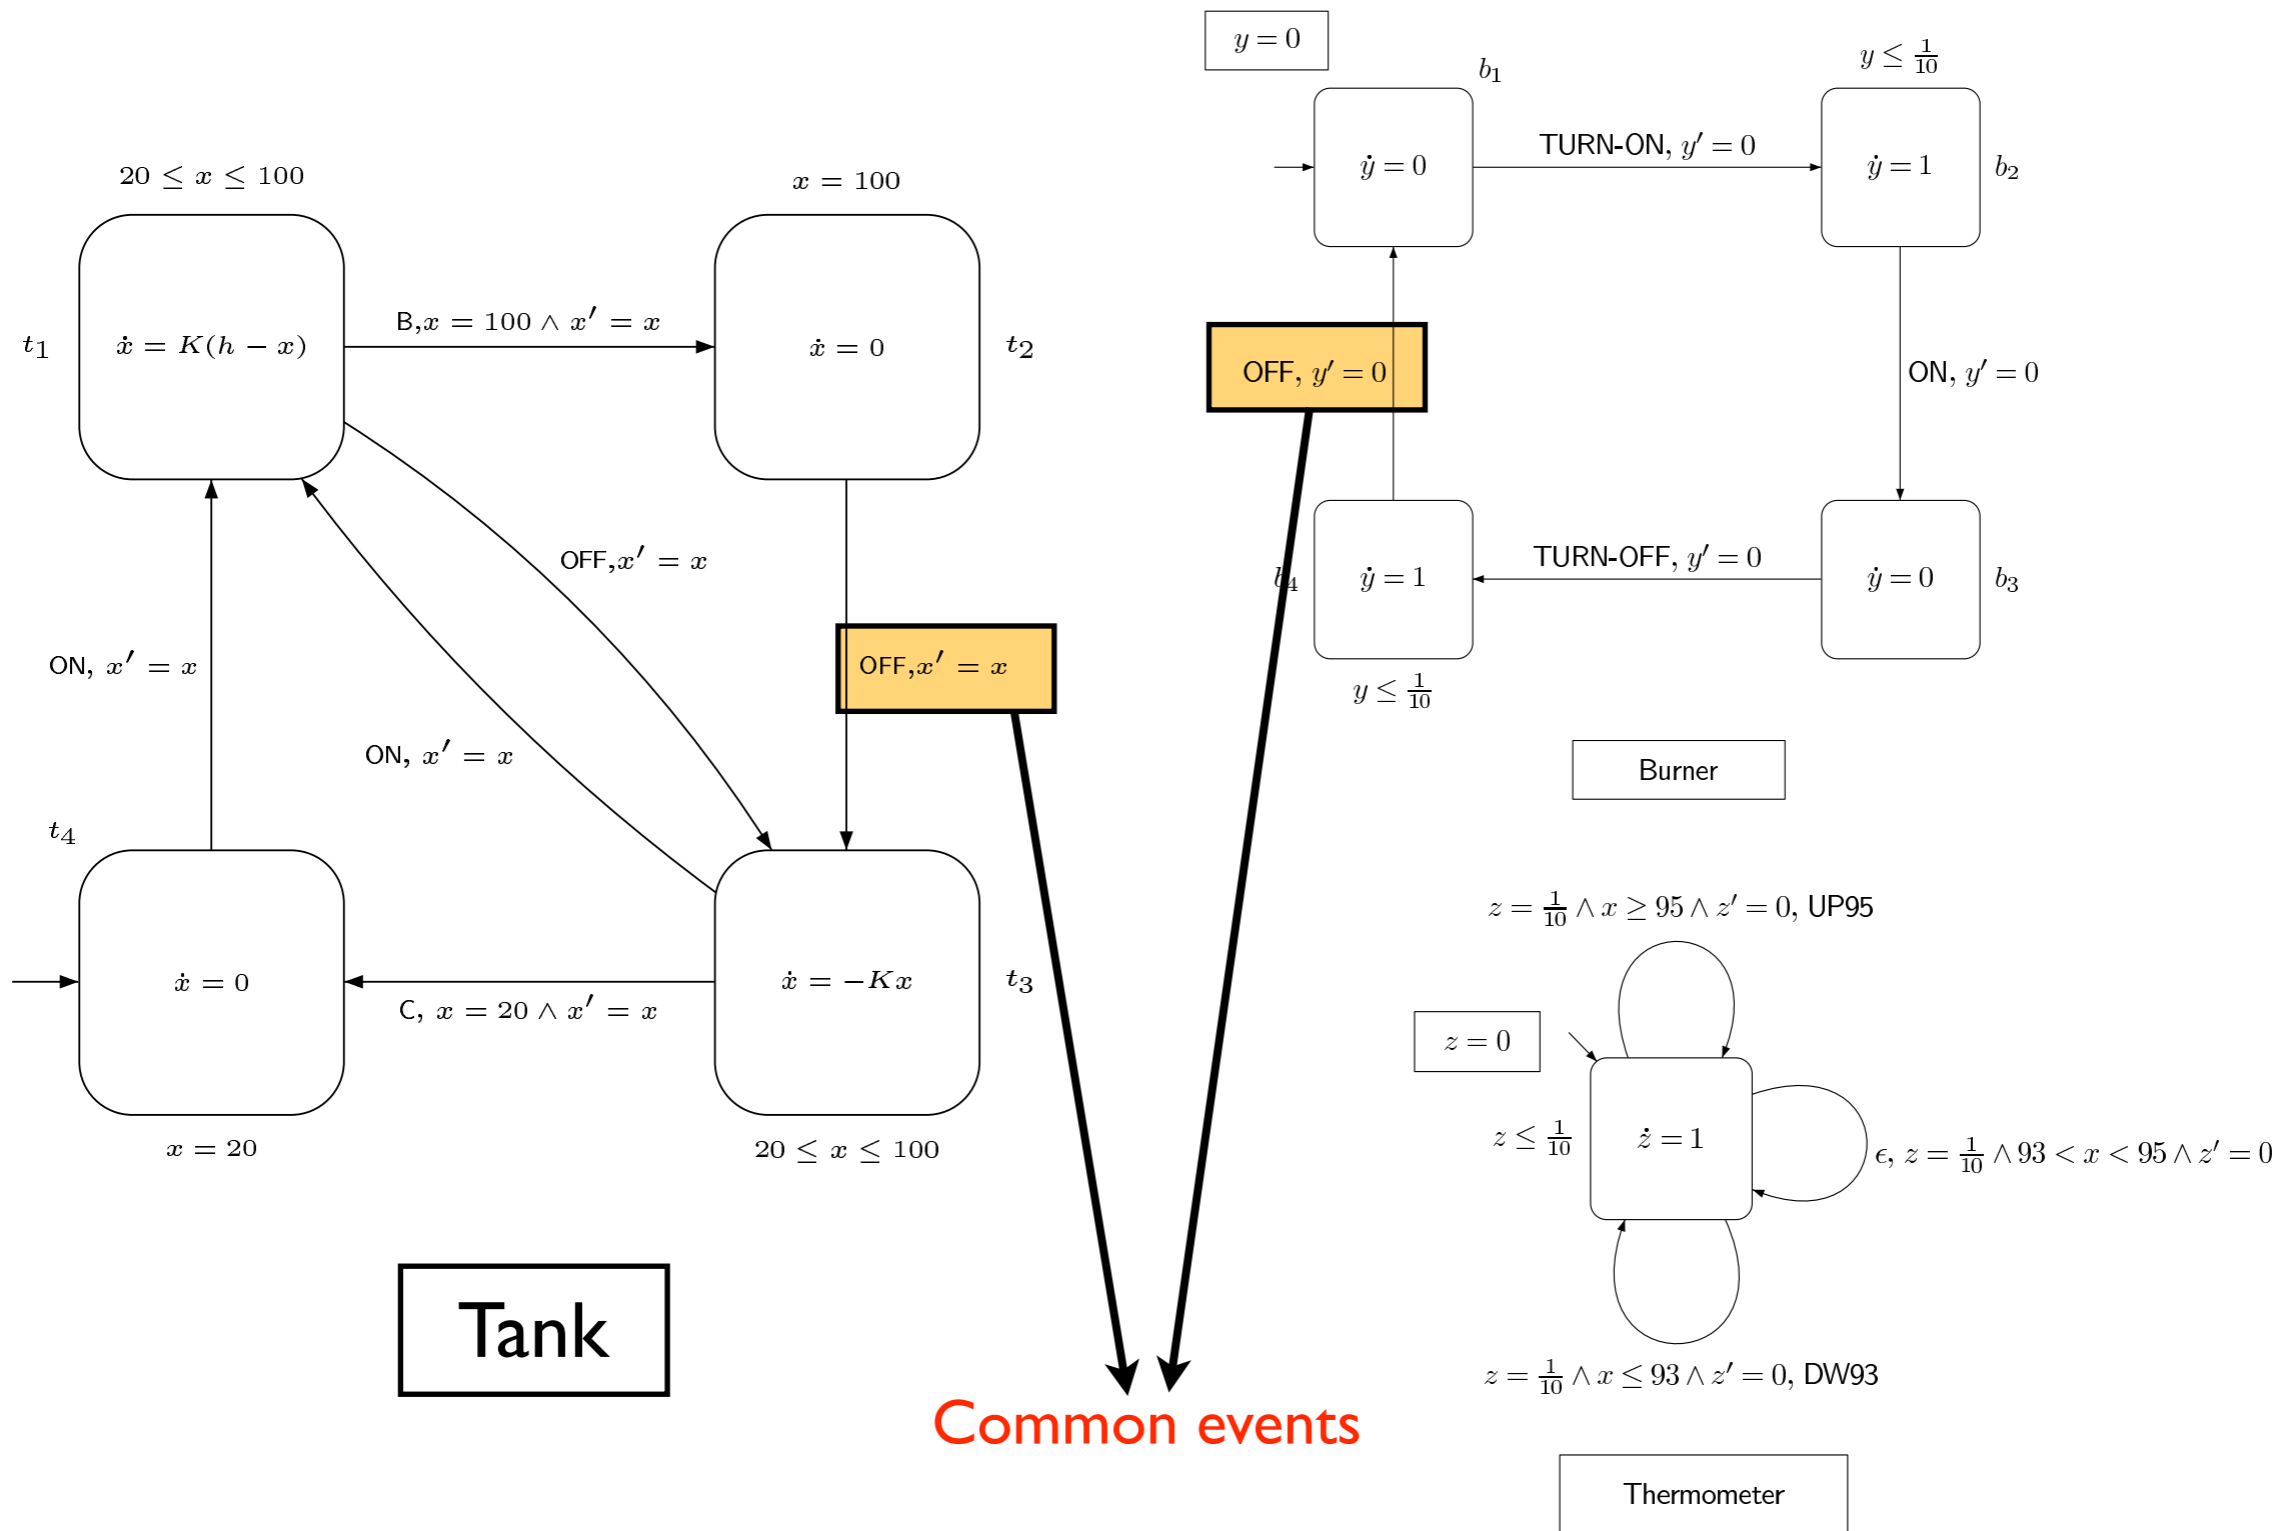 y = 0
b₁
y ≤ 1/10
ẏ = 0
TURN-ON, y′ = 0
ẏ = 1
b₂
20 ≤ x ≤ 100
x = 100
t₁
ẋ = K(h − x)
B,x = 100 ∧ x′ = x
ẋ = 0
t₂
OFF, y′ = 0
ON, y′ = 0
OFF,x′ = x
b₄
ẏ = 1
TURN-OFF, y′ = 0
ẏ = 0
b₃
ON, x′ = x
OFF,x′ = x
y ≤ 1/10
ON, x′ = x
Burner
t₄
z = 1/10 ∧ x ≥ 95 ∧ z′ = 0, UP95
ẋ = 0
C, x = 20 ∧ x′ = x
ẋ = −Kx
t₃
z = 0
x = 20
20 ≤ x ≤ 100
z ≤ 1/10
ż = 1
ϵ, z = 1/10 ∧ 93 < x < 95 ∧ z′ = 0
Tank
z = 1/10 ∧ x ≤ 93 ∧ z′ = 0, DW93
Common events
Thermometer